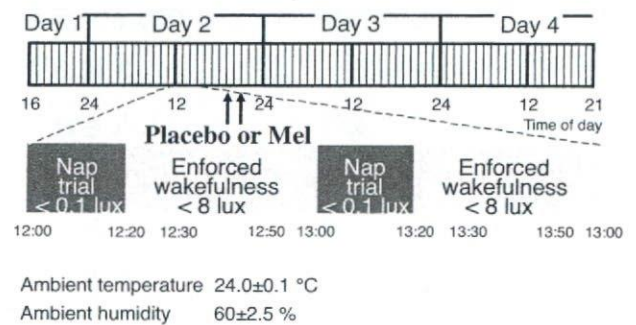 Day 1 Day 2 Day 3 Day 4
16 24 12 24 12 24 12 21
Time of day
Placebo or Mel
Nap trial < 0.1 lux
Enforced wakefulness < 8 lux
Nap trial < 0.1 lux
Enforced wakefulness < 8 lux
12:00 12:20 12:30 12:50 13:00 13:20 13:30 13:50 13:00
Ambient temperature 24.0±0.1 °C
Ambient humidity 60±2.5 %